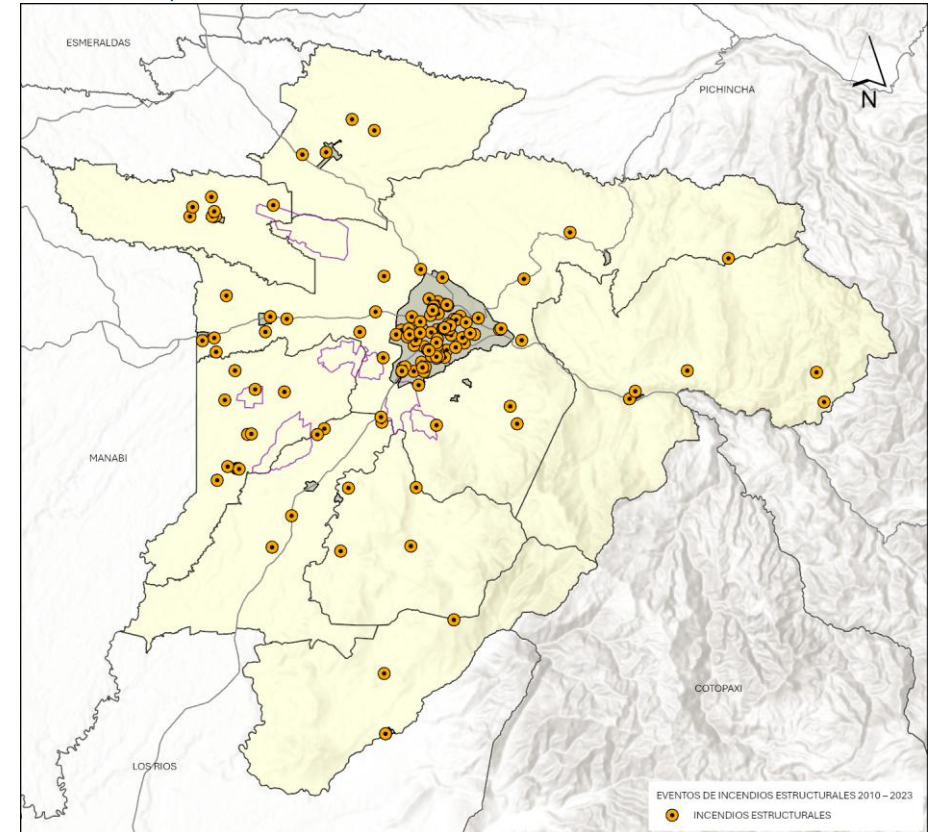 ESMERALDAS
PICHINCHA
N
MANABI
COTOPAXI
LOS RIOS
EVENTOS DE INCENDIOS ESTRUCTURALES 2010 – 2023
INCENDIOS ESTRUCTURALES